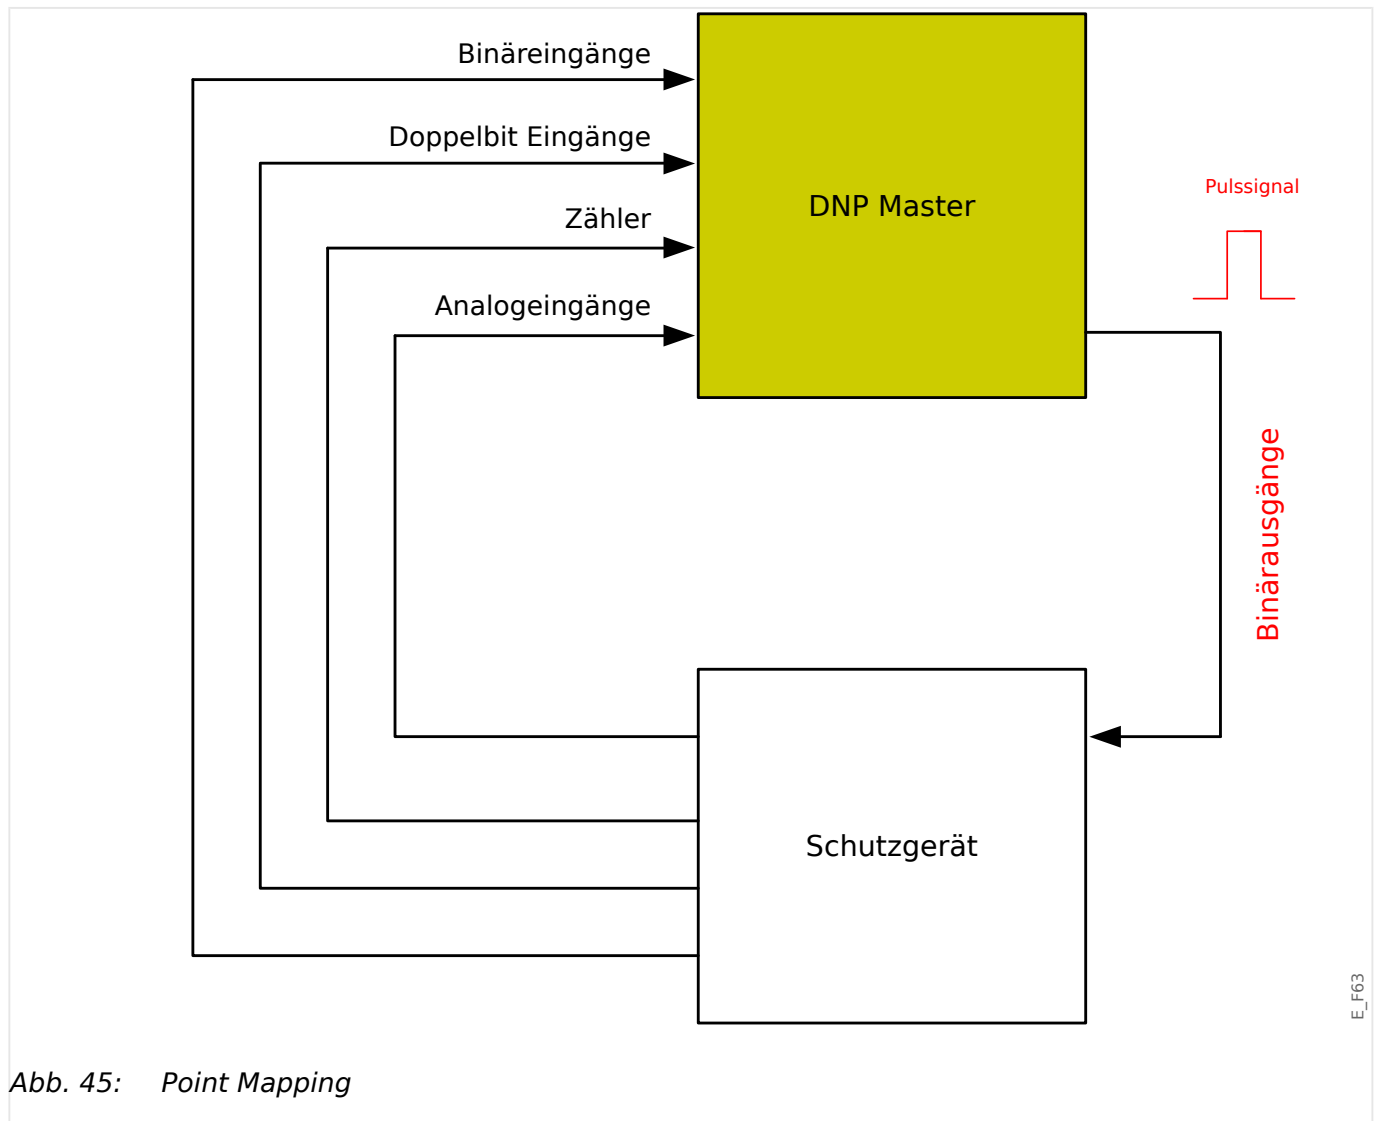 Binäreingänge
Doppelbit Eingänge
Zähler
Analogeingänge
DNP Master
Pulssignal
Binärausgänge
Schutzgerät
E_F63
Abb. 45: Point Mapping